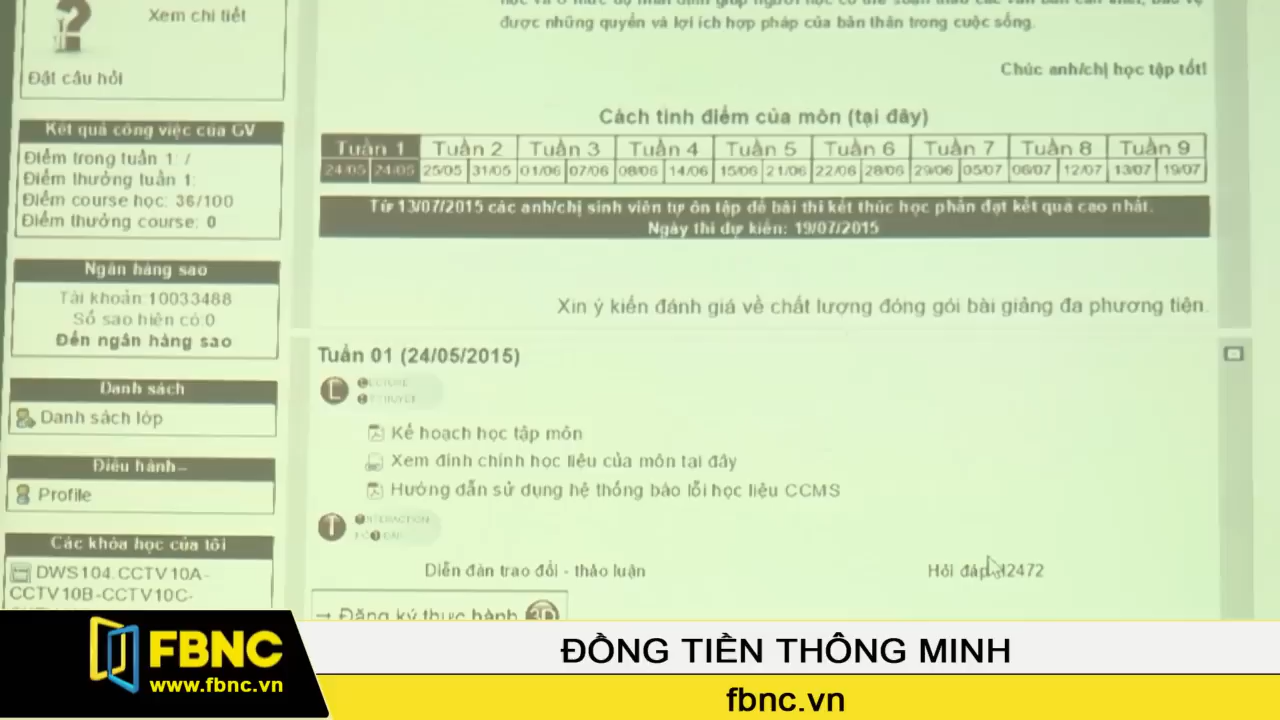 Xem chi tiết
Đặt câu hỏi
Kết quả công việc của GV
Điểm trong tuần 1: /
Điểm thưởng tuần 1:
Điểm course học: 36/100
Điểm thưởng course: 0
Ngân hàng sao
Tài khoản:10033488
Số sao hiện có:0
Đến ngân hàng sao
Danh sách
Danh sách lớp
Điều hành
Profile
Các khóa học của tôi
DWS104.CCTV10A-
CCTV10B-CCTV10C-
được những quyền và lợi ích hợp pháp của bản thân trong cuộc sống.
Chúc anh/chị học tập tốt!
Cách tính điểm của môn (tại đây)
Tuần 1 Tuần 2 Tuần 3 Tuần 4 Tuần 5 Tuần 6 Tuần 7 Tuần 8 Tuần 9
24/05 24/05 25/05 31/05 01/06 07/06 08/06 14/06 15/06 21/06 22/06 28/06 29/06 05/07 06/07 12/07 13/07 19/07
Từ 13/07/2015 các anh/chị sinh viên tự ôn tập để bài thi kết thúc học phần đạt kết quả cao nhất.
Ngày thi dự kiến: 19/07/2015
Xin ý kiến đánh giá về chất lượng đóng gói bài giảng đa phương tiện.
Tuần 01 (24/05/2015)
L LECTURE
Kế hoạch học tập môn
Xem đính chính học liệu của môn tại đây
Hướng dẫn sử dụng hệ thống báo lỗi học liệu CCMS
I INTERACTION
Diễn đàn trao đổi - thảo luận
Hỏi đáp H2472
→ Đăng ký thực hành 3D
FBNC
www.fbnc.vn
ĐỒNG TIỀN THÔNG MINH
fbnc.vn